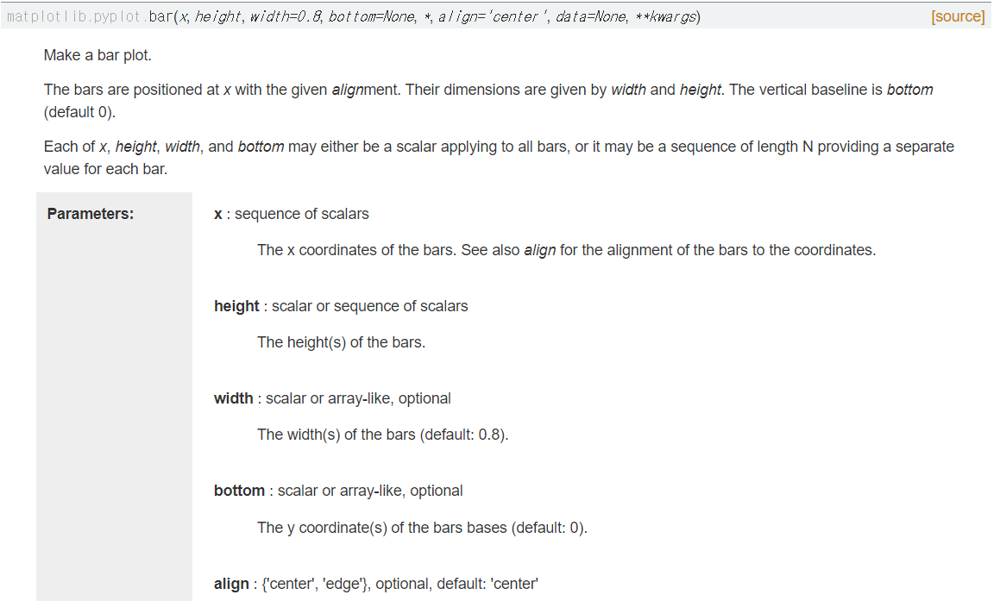 matplotlib.pyplot.bar(x, height, width=0.8, bottom=None, *, align='center', data=None, **kwargs) [source]
Make a bar plot.
The bars are positioned at x with the given alignment. Their dimensions are given by width and height. The vertical baseline is bottom
(default 0).
Each of x, height, width, and bottom may either be a scalar applying to all bars, or it may be a sequence of length N providing a separate
value for each bar.
Parameters:
x : sequence of scalars
The x coordinates of the bars. See also align for the alignment of the bars to the coordinates.
height : scalar or sequence of scalars
The height(s) of the bars.
width : scalar or array-like, optional
The width(s) of the bars (default: 0.8).
bottom : scalar or array-like, optional
The y coordinate(s) of the bars bases (default: 0).
align : {'center', 'edge'}, optional, default: 'center'